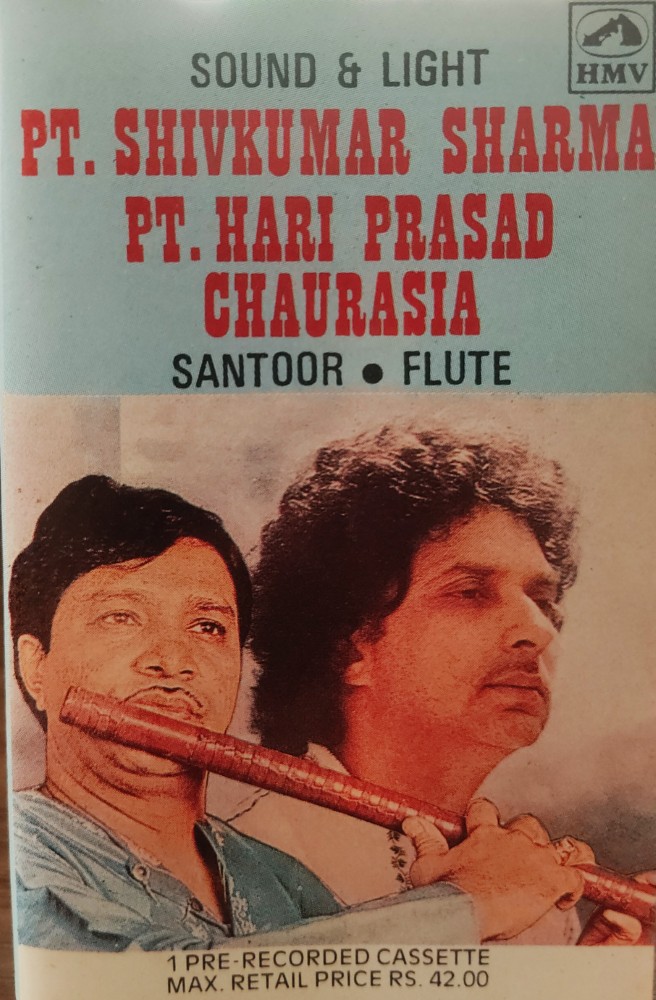 HMV
SOUND & LIGHT
PT. SHIVKUMAR SHARMA
PT. HARI PRASAD
CHAURASIA
SANTOOR • FLUTE
1 PRE-RECORDED CASSETTE
MAX. RETAIL PRICE RS. 42.00